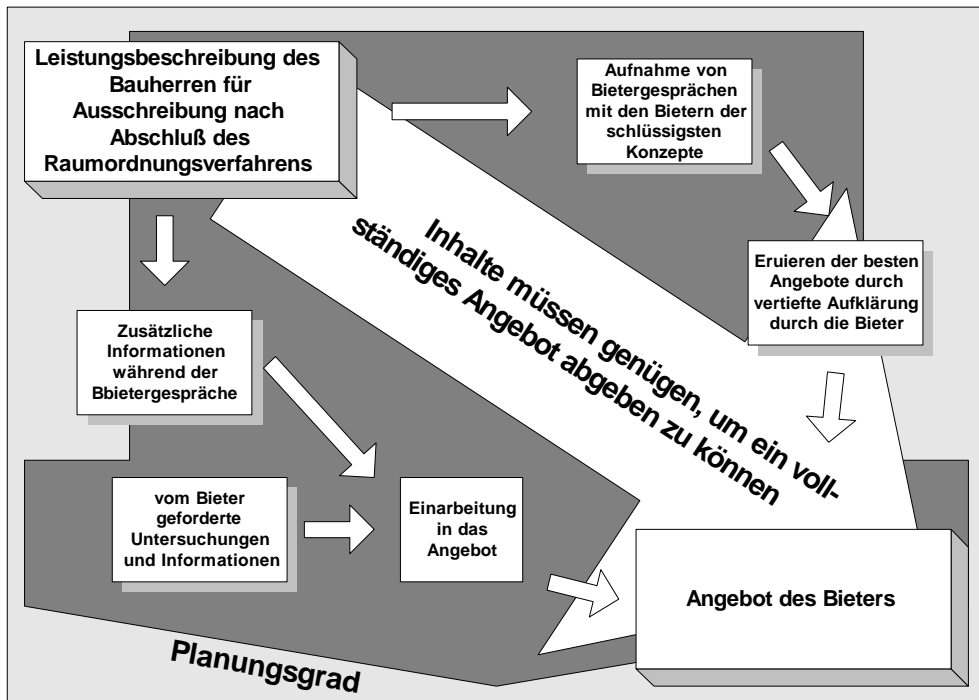 Leistungsbeschreibung des
Bauherren für
Ausschreibung nach
Abschluß des
Raumordnungsverfahrens
Aufnahme von
Bietergesprächen
mit den Bietern der
schlüssigsten
Konzepte
Inhalte müssen genügen, um ein voll-
ständiges Angebot abgeben zu können
Eruieren der besten
Angebote durch
vertiefte Aufklärung
durch die Bieter
Zusätzliche
Informationen
während der
Bbietergespräche
vom Bieter
geforderte
Untersuchungen
und Informationen
Einarbeitung
in das
Angebot
Angebot des Bieters
Planungsgrad